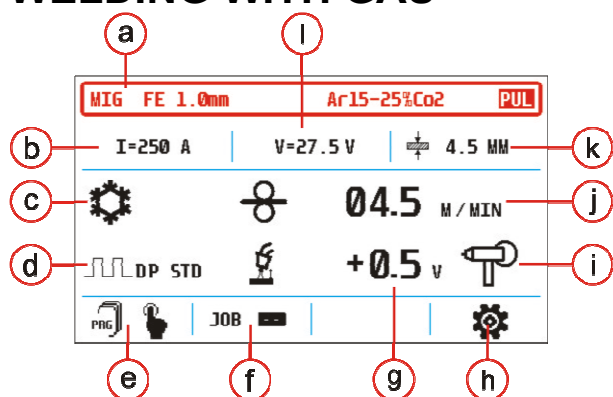 WELDING WITH GAS
a l
MIG FE 1.0mm Ar15-25%Co2 PUL
b I=250 A V=27.5 V 4.5 MM k
c 04.5 M/MIN j
d DP STD +0.5 V i
PRG JOB --
e f g h